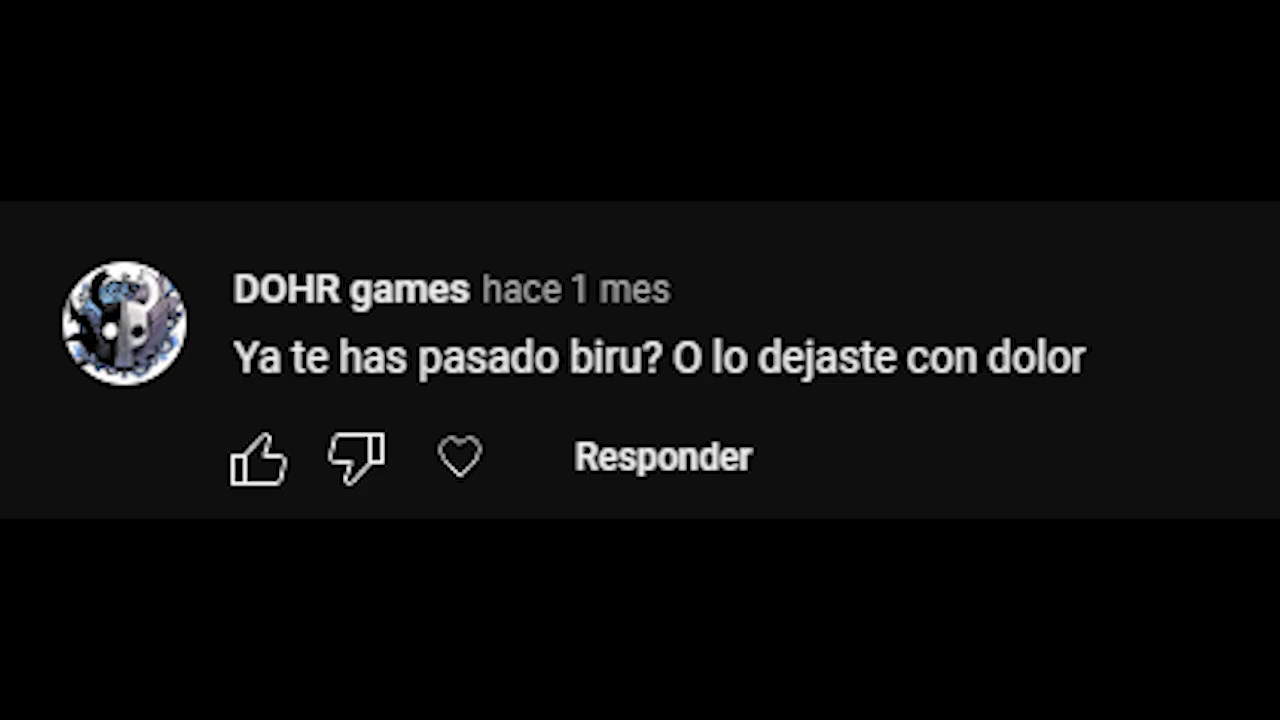 DOHR games hace 1 mes
Ya te has pasado biru? O lo dejaste con dolor
Responder